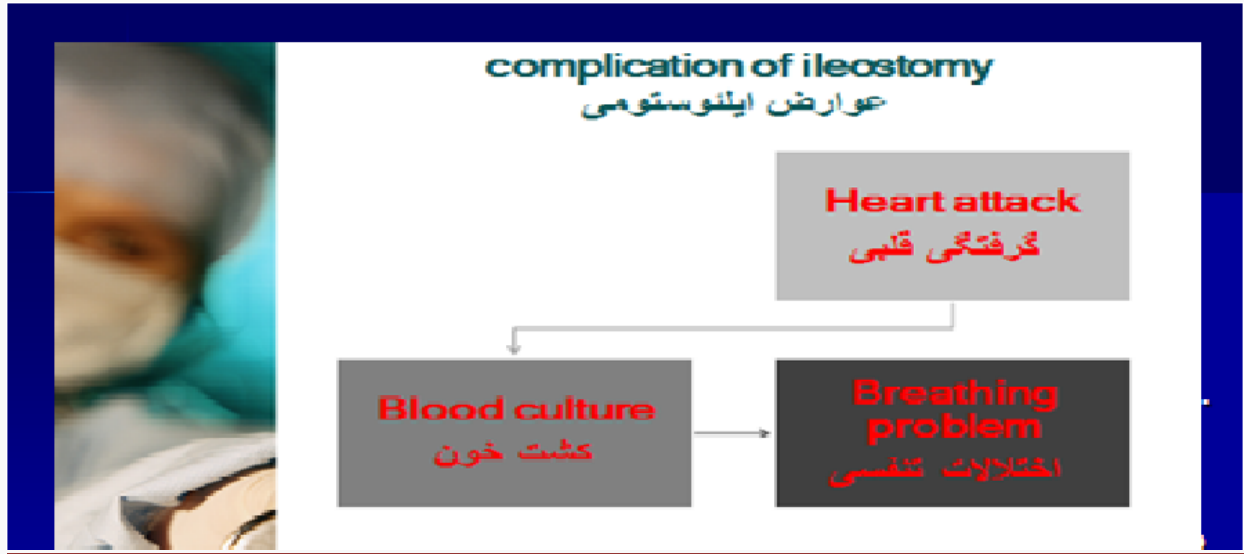 complication of ileostomy
عوارض ایلئوستومی
Heart attack
گرفتگی قلبی
Blood culture
کشت خون
Breathing
problem
اختلالات تنفسی